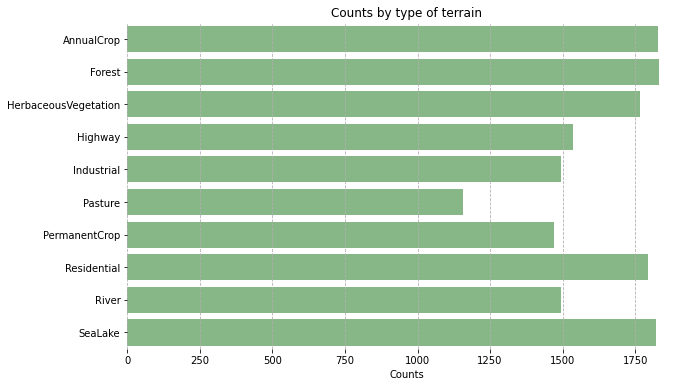 Counts by type of terrain
AnnualCrop
Forest
HerbaceousVegetation
Highway
Industrial
Pasture
PermanentCrop
Residential
River
SeaLake
0 250 500 750 1000 1250 1500 1750
Counts